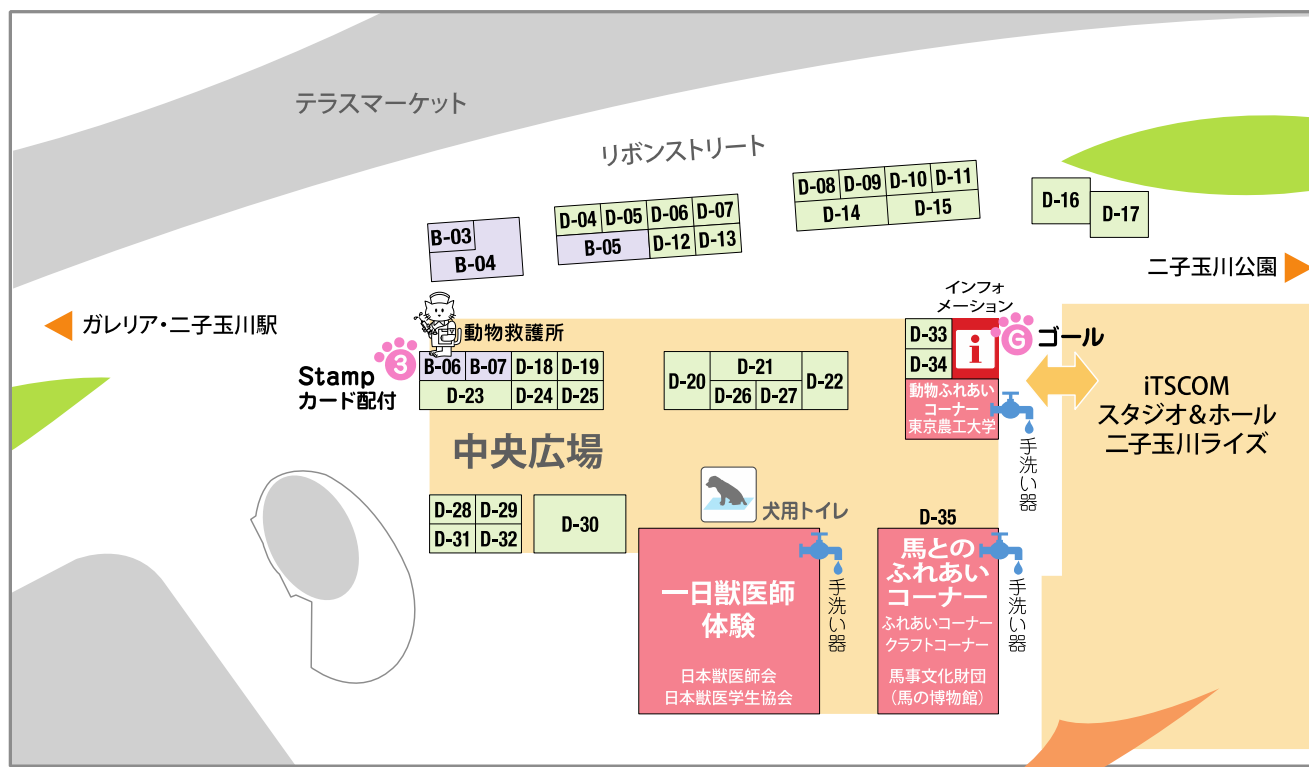 テラスマーケット
リボンストリート
D-08 D-09 D-10 D-11
D-14 D-15
D-16
D-17
D-04 D-05 D-06 D-07
B-05 D-12 D-13
B-03
B-04
二子玉川公園
ガレリア・二子玉川駅
インフォ
メーション
動物救護所
D-33
D-34
i
G ゴール
3
Stamp
カード配付
B-06 B-07 D-18 D-19
D-23 D-24 D-25
D-20 D-21 D-22
D-26 D-27
動物ふれあい
コーナー
東京農工大学
手洗い器
iTSCOM
スタジオ&ホール
二子玉川ライズ
中央広場
犬用トイレ
D-28 D-29
D-31 D-32
D-30
D-35
一日獣医師
体験
日本獣医師会
日本獣医学生協会
手洗い器
馬との
ふれあい
コーナー
ふれあいコーナー
クラフトコーナー
馬事文化財団
(馬の博物館)
手洗い器